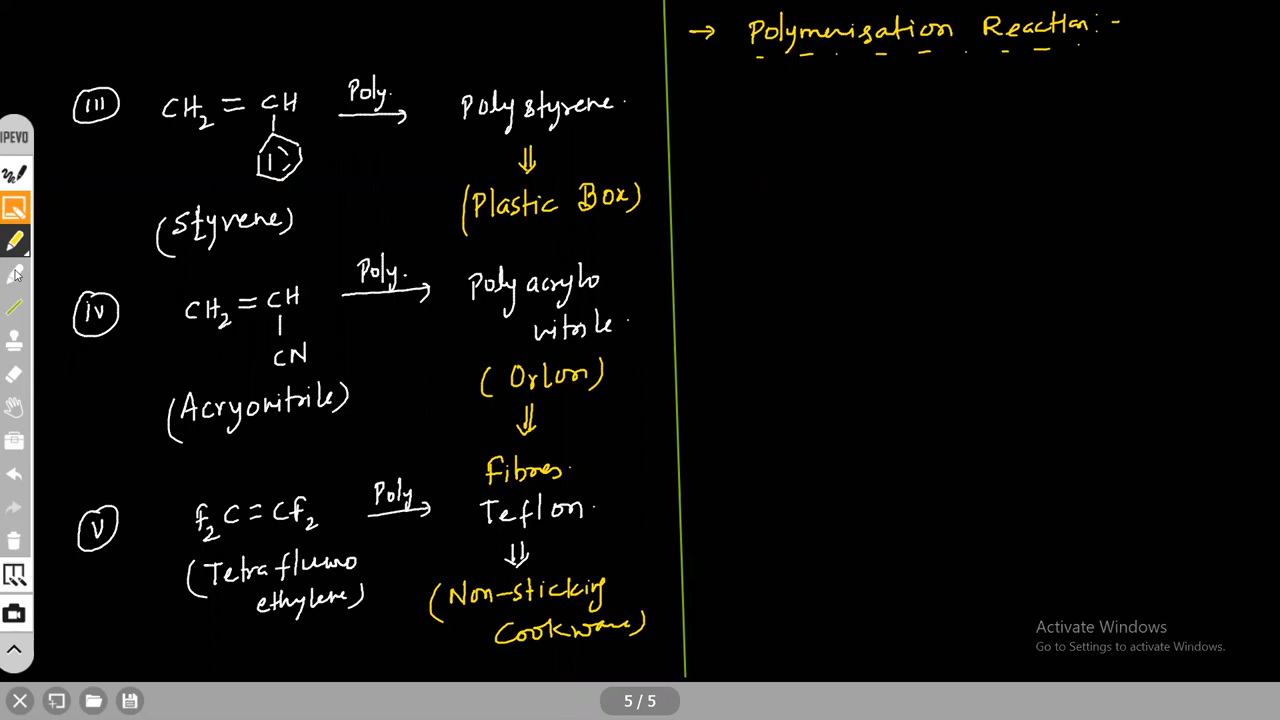 → Polymerisation Reaction:-
(iii) CH2 = CH Poly. → Polystyrene.
⇓
(Styrene) (Plastic Box)
(iv) CH2 = CH Poly. → Polyacrylo
CN nitrile.
(Orlon)
(Acryonitrile) ⇓
Fibres.
(v) F2C = CF2 Poly → Teflon.
⇓
(Tetrafluoro (Non-sticking
ethylene) Cookware)
IPEVO
Activate Windows
Go to Settings to activate Windows.
5 / 5